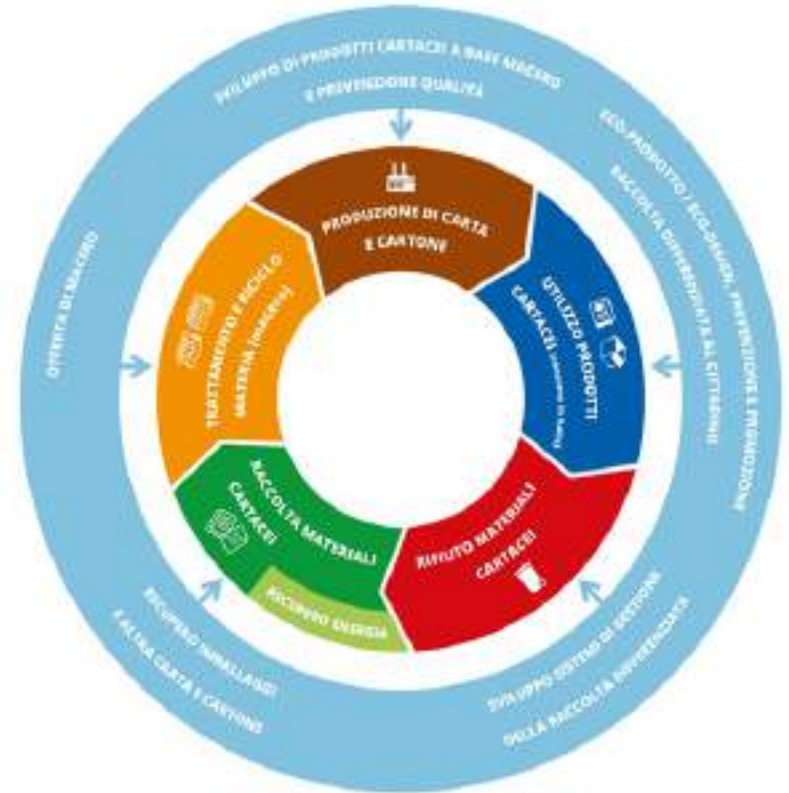 SVILUPPO DI PRODOTTI CARTACEI A BASE MACERO
E PREVENZIONE QUALITÀ
ECO-PRODOTTO / ECO-DESIGN, PREVENZIONE E PROMOZIONE
RACCOLTA DIFFERENZIATA AL CITTADINO
SVILUPPO SISTEMI DI GESTIONE
DELLA RACCOLTA DIFFERENZIATA
RECUPERO IMBALLAGGI
E ALTRA CARTA E CARTONE
OFFERTA DI MACERO
PRODUZIONE DI CARTA
E CARTONE
UTILIZZO PRODOTTI
CARTACEI
RIFIUTO MATERIALI
CARTACEI
RACCOLTA MATERIALI
CARTACEI
RECUPERO ENERGIA
TRATTAMENTO E RICICLO
MATERIA (MACERO)